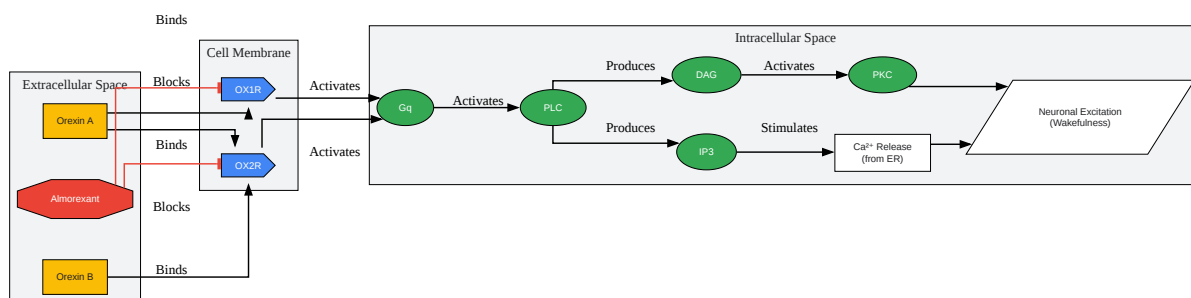 Binds
Intracellular Space
Cell Membrane
Extracellular Space
Blocks
OX1R
Activates
Produces
DAG
Activates
PKC
Orexin A
Gq
Activates
PLC
Neuronal Excitation
(Wakefulness)
Binds
OX2R
Activates
Produces
IP3
Stimulates
Ca²⁺ Release
(from ER)
Almorexant
Blocks
Orexin B
Binds